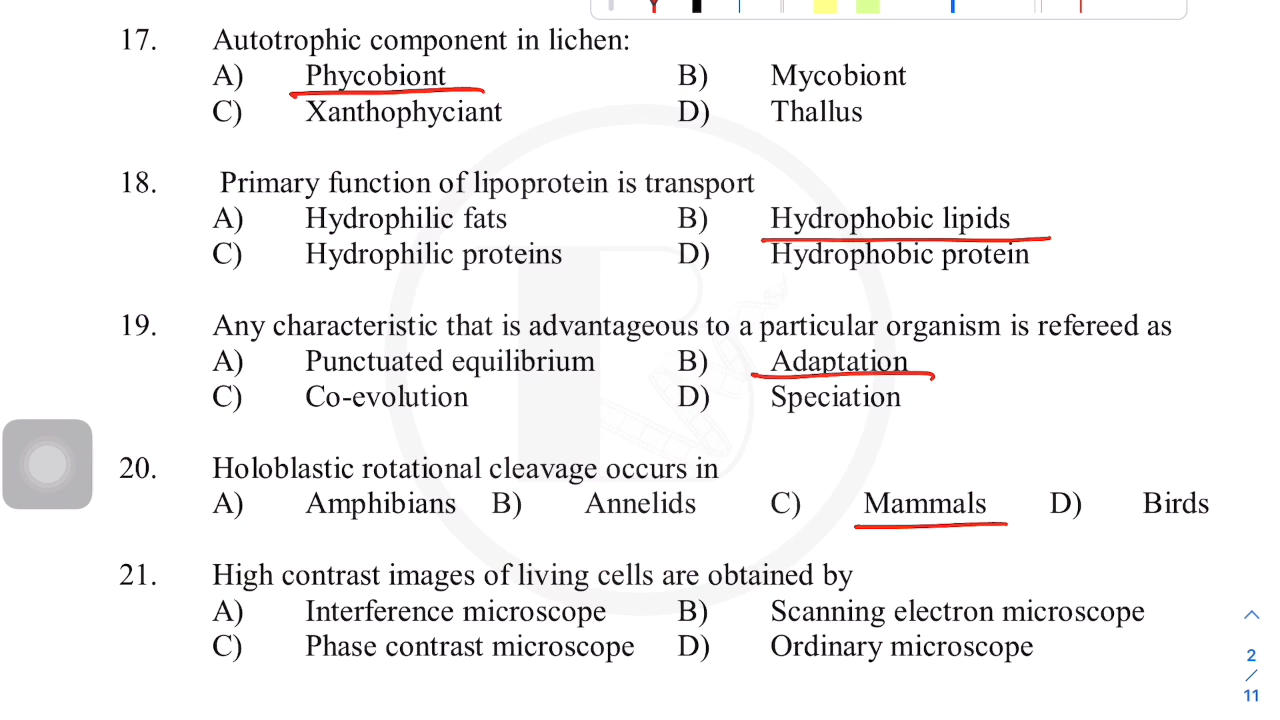 17. Autotrophic component in lichen:
A) Phycobiont B) Mycobiont
C) Xanthophyciant D) Thallus
18. Primary function of lipoprotein is transport
A) Hydrophilic fats B) Hydrophobic lipids
C) Hydrophilic proteins D) Hydrophobic protein
19. Any characteristic that is advantageous to a particular organism is refereed as
A) Punctuated equilibrium B) Adaptation
C) Co-evolution D) Speciation
20. Holoblastic rotational cleavage occurs in
A) Amphibians B) Annelids C) Mammals D) Birds
21. High contrast images of living cells are obtained by
A) Interference microscope B) Scanning electron microscope
C) Phase contrast microscope D) Ordinary microscope
2
/
11